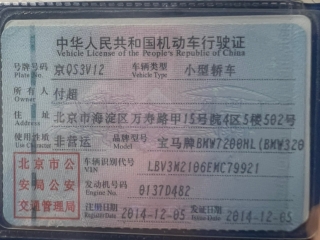 中华人民共和国机动车行驶证
Vehicle License of the People's Republic of China
号牌号码 京QS3V12 车辆类型 小型轿车
Plate No. Vehicle Type
所有人 付超
Owner
住址 北京市海淀区万寿路甲15号院4区5楼502号
Address
使用性质 非营运 品牌型号 宝马牌BMW7200HL(BMW320
Use Character Model
北京市公安局公安交通管理局
车辆识别代号 LBV3M2106EMC79921
VIN
发动机号码 0137D482
Engine No.
注册日期 2014-12-05 发证日期 2014-12-05
Register Date Issue Date